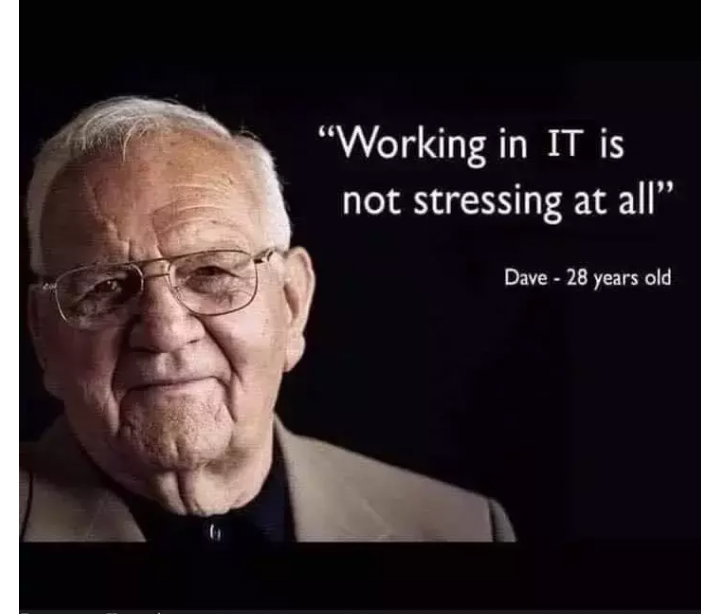 “Working in IT is
not stressing at all”
Dave - 28 years old